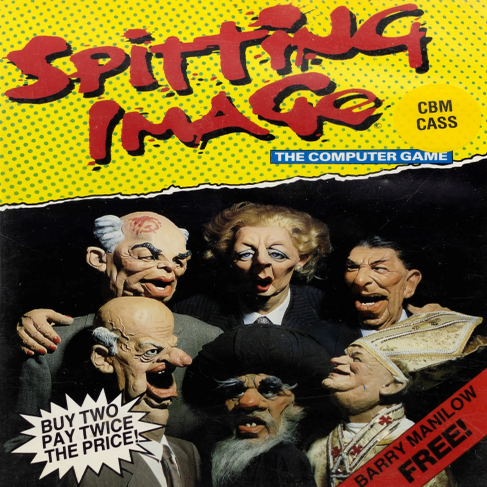 SPITTING
IMAGE
CBM
CASS
THE COMPUTER GAME
BUY TWO
PAY TWICE
THE PRICE!
BARRY MANILOW
FREE!